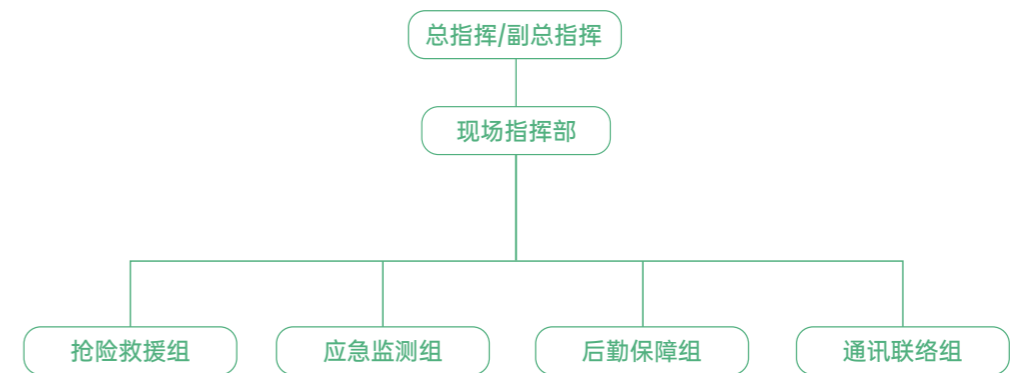 总指挥/副总指挥
现场指挥部
抢险救援组
应急监测组
后勤保障组
通讯联络组